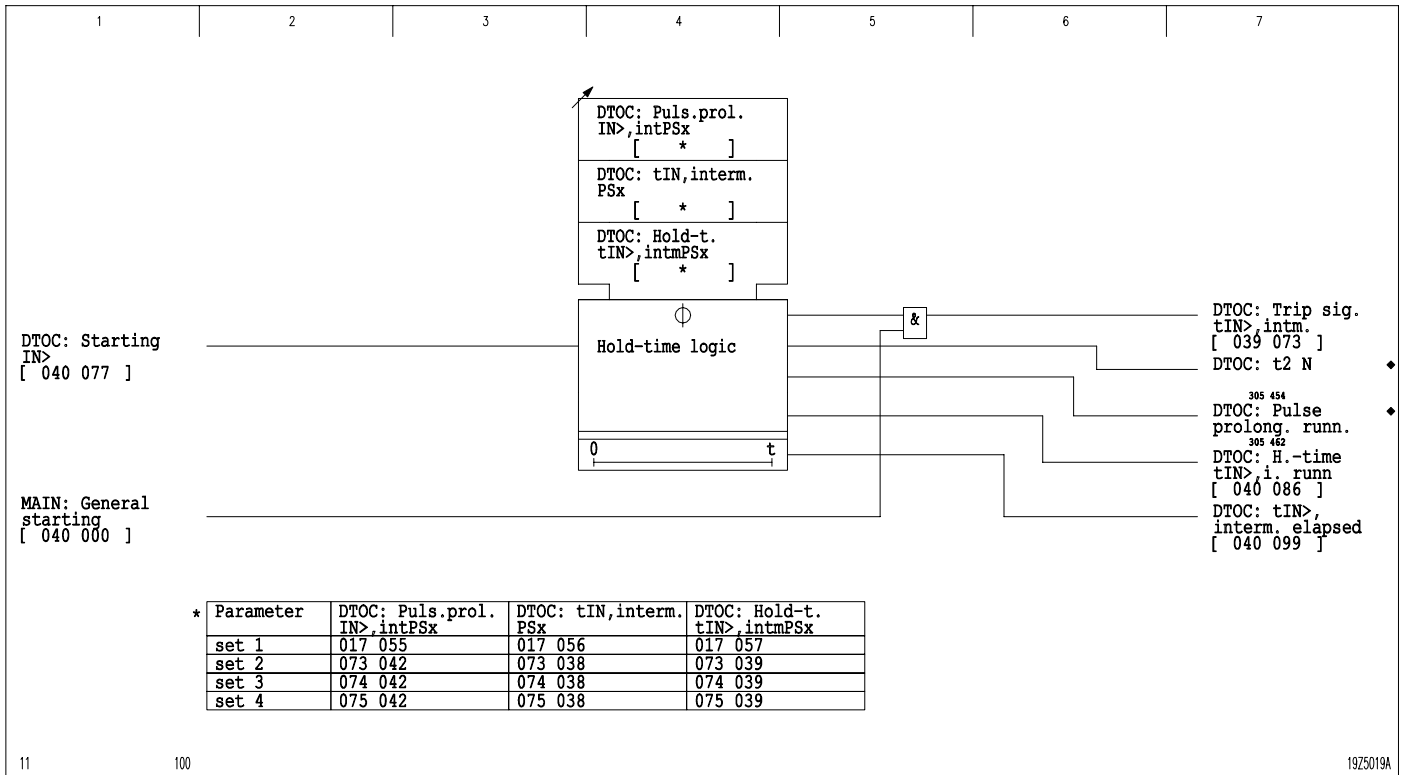 1 2 3 4 5 6 7
DTOC: Puls.prol.
IN>,intPSx
[ * ]
DTOC: tIN,interm.
PSx
[ * ]
DTOC: Hold-t.
tIN>,intmPSx
[ * ]
DTOC: Starting
IN>
[ 040 077 ]
Hold-time logic
0 t
&
MAIN: General
starting
[ 040 000 ]
DTOC: Trip sig.
tIN>,intm.
[ 039 073 ]
DTOC: t2 N
305 454
DTOC: Pulse
prolong. runn.
305 462
DTOC: H.-time
tIN>,i. runn
[ 040 086 ]
DTOC: tIN>,
interm. elapsed
[ 040 099 ]
* Parameter DTOC: Puls.prol. DTOC: tIN,interm. DTOC: Hold-t.
IN>,intPSx PSx tIN>,intmPSx
set 1 017 055 017 056 017 057
set 2 073 042 073 038 073 039
set 3 074 042 074 038 074 039
set 4 075 042 075 038 075 039
11 100 19Z5019A